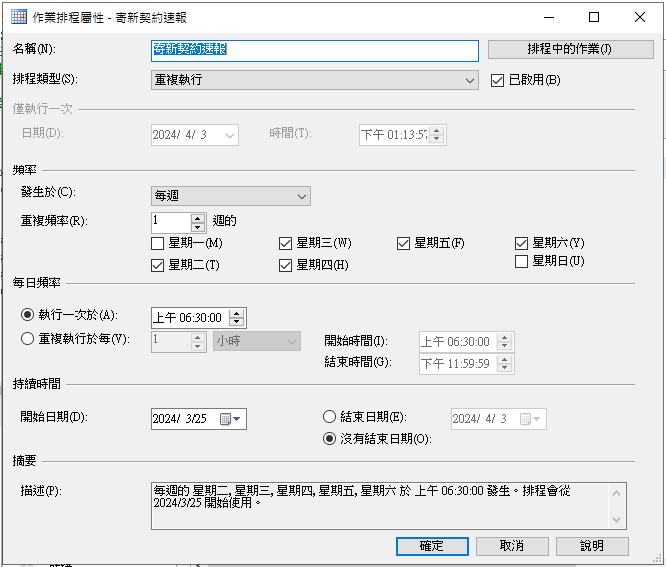 作業排程屬性 - 寄新契約速報
名稱(N): 寄新契約速報 排程中的作業(J)
排程類型(S): 重複執行 已啟用(B)
僅執行一次
日期(D): 2024/ 4/ 3 時間(T): 下午 01:13:57
頻率
發生於(C): 每週
重複頻率(R): 1 週的
星期一(M) 星期三(W) 星期五(F) 星期六(Y)
星期二(T) 星期四(H) 星期日(U)
每日頻率
執行一次於(A): 上午 06:30:00
重複執行於每(V): 1 小時 開始時間(I): 上午 06:30:00
結束時間(G): 下午 11:59:59
持續時間
開始日期(D): 2024/ 3/25 結束日期(E): 2024/ 4/ 3
沒有結束日期(O):
摘要
描述(P): 每週的 星期二, 星期三, 星期四, 星期五, 星期六 於 上午 06:30:00 發生。排程會從
2024/3/25 開始使用。
確定 取消 說明